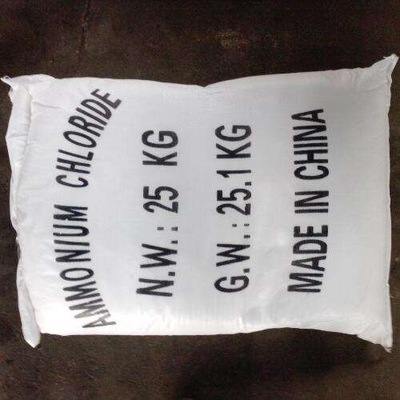 AMMONIUM CHLORIDE
N.W.: 25 KG
G.W.: 25.1 KG
MADE IN CHINA